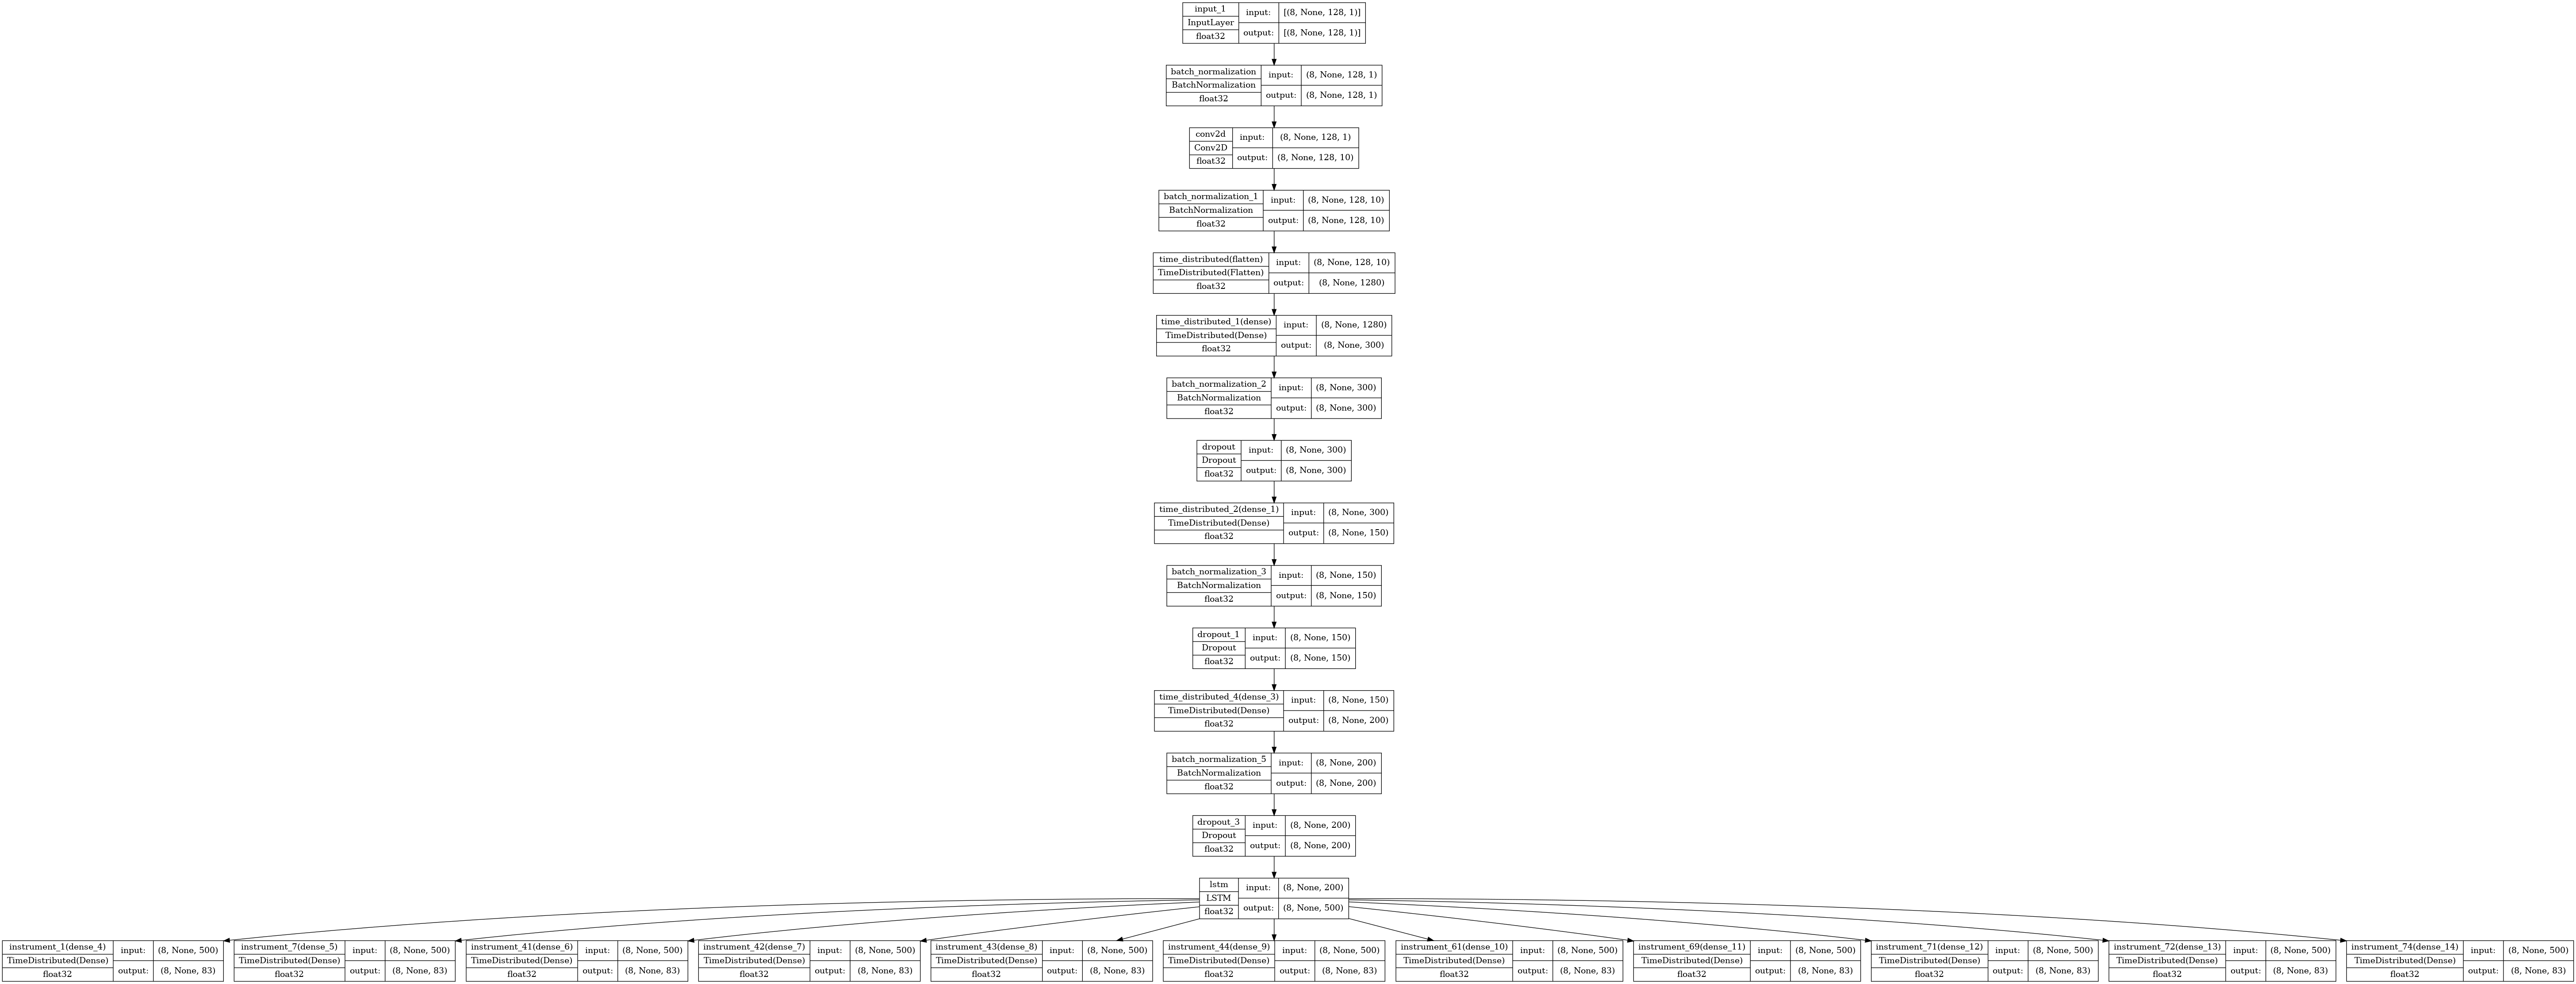 input_1
InputLayer
float32
input:
[(8, None, 128, 1)]
output:
[(8, None, 128, 1)]
batch_normalization
BatchNormalization
float32
input:
(8, None, 128, 1)
output:
(8, None, 128, 1)
conv2d
Conv2D
float32
input:
(8, None, 128, 1)
output:
(8, None, 128, 10)
batch_normalization_1
BatchNormalization
float32
input:
(8, None, 128, 10)
output:
(8, None, 128, 10)
time_distributed(flatten)
TimeDistributed(Flatten)
float32
input:
(8, None, 128, 10)
output:
(8, None, 1280)
time_distributed_1(dense)
TimeDistributed(Dense)
float32
input:
(8, None, 1280)
output:
(8, None, 300)
batch_normalization_2
BatchNormalization
float32
input:
(8, None, 300)
output:
(8, None, 300)
dropout
Dropout
float32
input:
(8, None, 300)
output:
(8, None, 300)
time_distributed_2(dense_1)
TimeDistributed(Dense)
float32
input:
(8, None, 300)
output:
(8, None, 150)
batch_normalization_3
BatchNormalization
float32
input:
(8, None, 150)
output:
(8, None, 150)
dropout_1
Dropout
float32
input:
(8, None, 150)
output:
(8, None, 150)
time_distributed_4(dense_3)
TimeDistributed(Dense)
float32
input:
(8, None, 150)
output:
(8, None, 200)
batch_normalization_5
BatchNormalization
float32
input:
(8, None, 200)
output:
(8, None, 200)
dropout_3
Dropout
float32
input:
(8, None, 200)
output:
(8, None, 200)
lstm
LSTM
float32
input:
(8, None, 200)
output:
(8, None, 500)
instrument_1(dense_4)
TimeDistributed(Dense)
float32
input:
(8, None, 500)
output:
(8, None, 83)
instrument_7(dense_5)
TimeDistributed(Dense)
float32
input:
(8, None, 500)
output:
(8, None, 83)
instrument_41(dense_6)
TimeDistributed(Dense)
float32
input:
(8, None, 500)
output:
(8, None, 83)
instrument_42(dense_7)
TimeDistributed(Dense)
float32
input:
(8, None, 500)
output:
(8, None, 83)
instrument_43(dense_8)
TimeDistributed(Dense)
float32
input:
(8, None, 500)
output:
(8, None, 83)
instrument_44(dense_9)
TimeDistributed(Dense)
float32
input:
(8, None, 500)
output:
(8, None, 83)
instrument_61(dense_10)
TimeDistributed(Dense)
float32
input:
(8, None, 500)
output:
(8, None, 83)
instrument_69(dense_11)
TimeDistributed(Dense)
float32
input:
(8, None, 500)
output:
(8, None, 83)
instrument_71(dense_12)
TimeDistributed(Dense)
float32
input:
(8, None, 500)
output:
(8, None, 83)
instrument_72(dense_13)
TimeDistributed(Dense)
float32
input:
(8, None, 500)
output:
(8, None, 83)
instrument_74(dense_14)
TimeDistributed(Dense)
float32
input:
(8, None, 500)
output:
(8, None, 83)